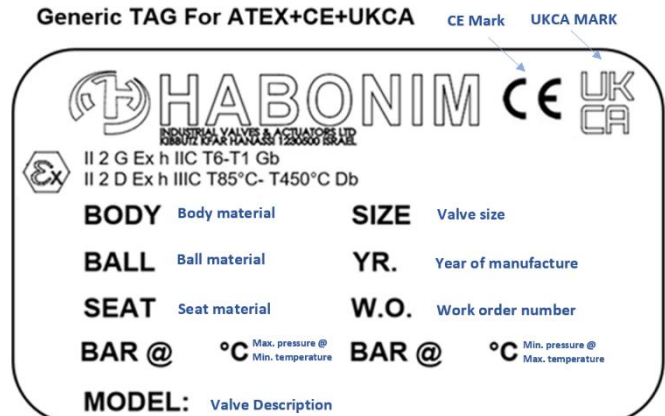 Generic TAG For ATEX+CE+UKCA
CE Mark UKCA MARK
HABONIM CE UK CA
INDUSTRIAL VALVES & ACTUATORS LTD
KIBBUTZ KFAR HANASSI 1230500 ISRAEL
Ex II 2 G Ex h IIC T6-T1 Gb
II 2 D Ex h IIIC T85°C- T450°C Db
BODY Body material SIZE Valve size
BALL Ball material YR. Year of manufacture
SEAT Seat material W.O. Work order number
BAR @ °C Max. pressure @ Min. temperature BAR @ °C Min. pressure @ Max. temperature
MODEL: Valve Description